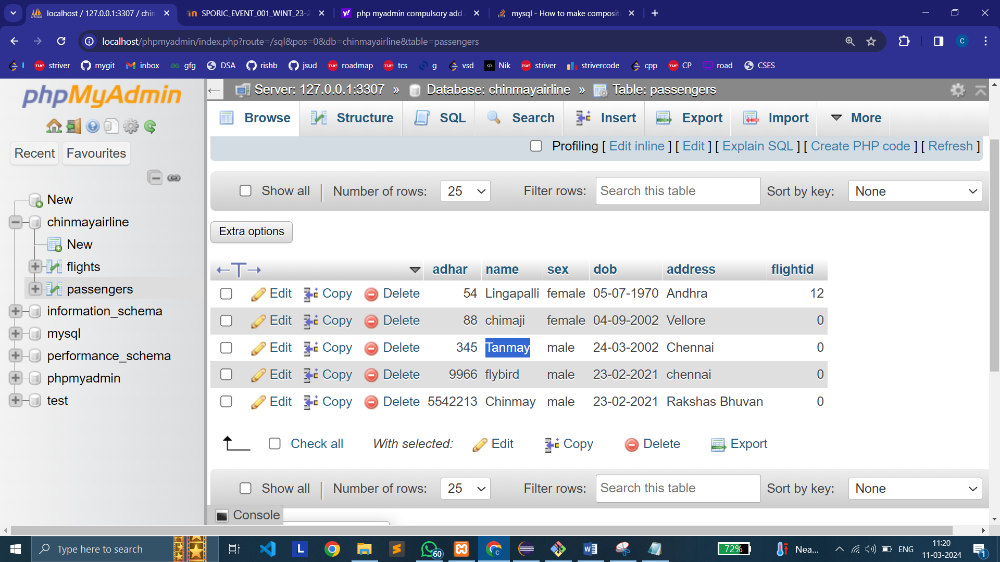 localhost / 127.0.0.1:3307 / chin
SPORIC_EVENT_001_WINT_23-2
php myadmin compulsory add
mysql - How to make composit
localhost/phpmyadmin/index.php?route=/sql&pos=0&db=chinmayairline&table=passengers
C
l striver mygit inbox gfg DSA rishb jsud roadmap tcs g vsd Nik striver strivercode cpp CP road CSES
phpMyAdmin
Recent Favourites
New
chinmayairline
New
flights
passengers
information_schema
mysql
performance_schema
phpmyadmin
test
Server: 127.0.0.1:3307 » Database: chinmayairline » Table: passengers
Browse Structure SQL Search Insert Export Import More
Profiling [ Edit inline ] [ Edit ] [ Explain SQL ] [ Create PHP code ] [ Refresh ]
Show all Number of rows: 25 Filter rows: Search this table Sort by key: None
Extra options
adhar name sex dob address flightid
Edit Copy Delete 54 Lingapalli female 05-07-1970 Andhra 12
Edit Copy Delete 88 chimaji female 04-09-2002 Vellore 0
Edit Copy Delete 345 Tanmay male 24-03-2002 Chennai 0
Edit Copy Delete 9966 flybird male 23-02-2021 chennai 0
Edit Copy Delete 5542213 Chinmay male 23-02-2021 Rakshas Bhuvan 0
Check all With selected: Edit Copy Delete Export
Show all Number of rows: 25 Filter rows: Search this table Sort by key: None
Console
Type here to search
60
72%
Nea...
ENG
11:20
11-03-2024
1